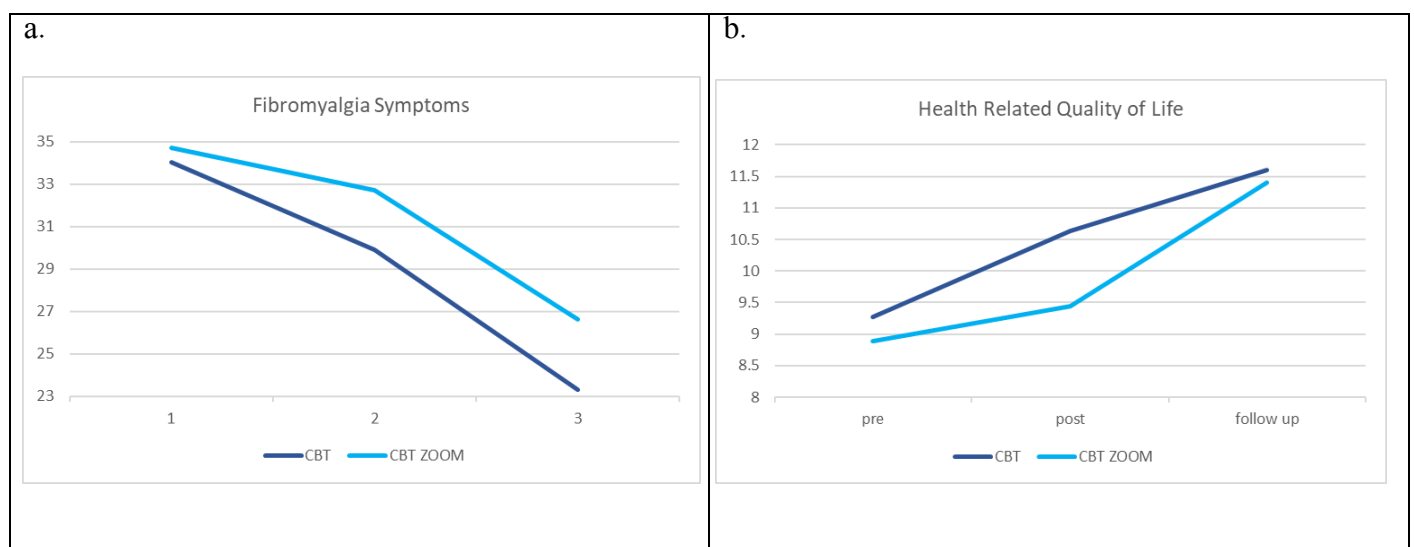 a.
Fibromyalgia Symptoms
35
33
31
29
27
25
23
1 2 3
CBT CBT ZOOM
b.
Health Related Quality of Life
12
11.5
11
10.5
10
9.5
9
8.5
8
pre post follow up
CBT CBT ZOOM